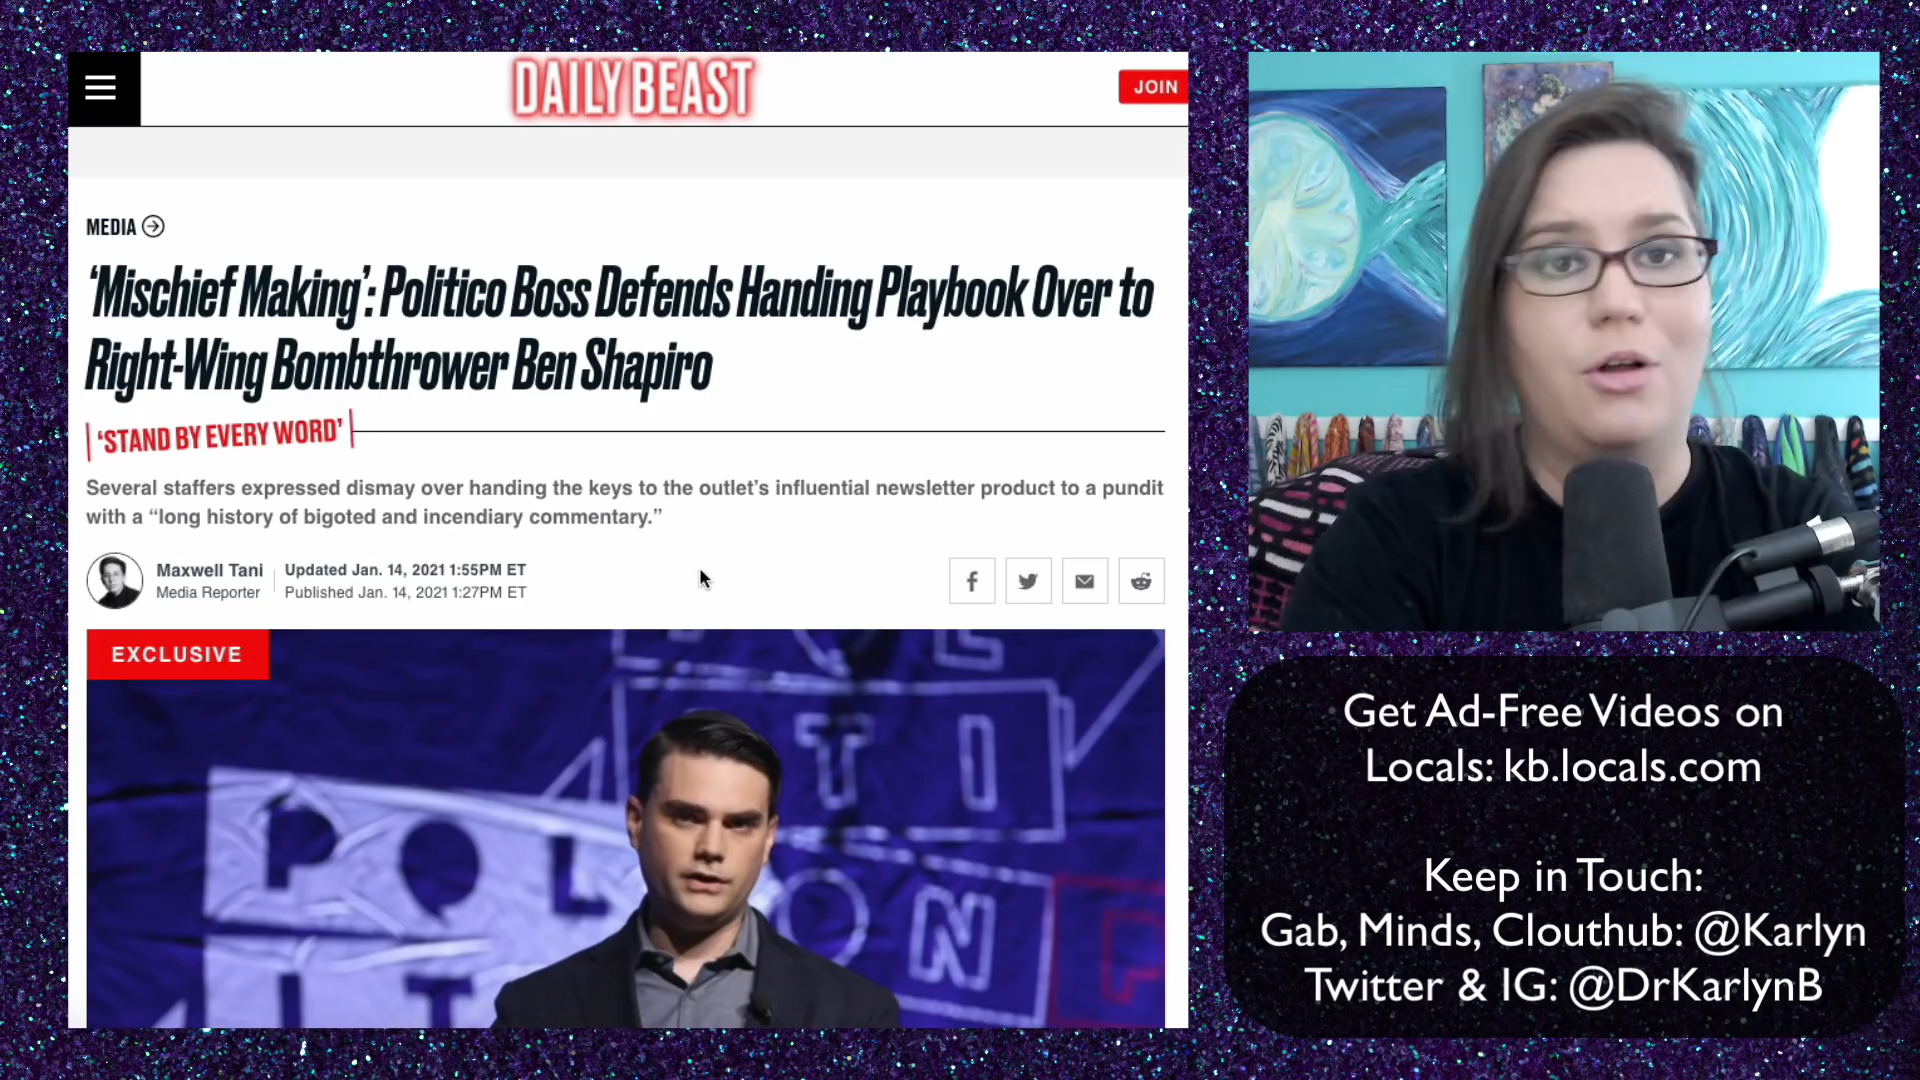 DAILY BEAST
JOIN
MEDIA
‘Mischief Making’: Politico Boss Defends Handing Playbook Over to
Right-Wing Bombthrower Ben Shapiro
‘STAND BY EVERY WORD’
Several staffers expressed dismay over handing the keys to the outlet’s influential newsletter product to a pundit
with a “long history of bigoted and incendiary commentary.”
Maxwell Tani
Media Reporter
Updated Jan. 14, 2021 1:55PM ET
Published Jan. 14, 2021 1:27PM ET
EXCLUSIVE
POL
ITI
TI
ON
Get Ad-Free Videos on
Locals: kb.locals.com
Keep in Touch:
Gab, Minds, Clouthub: @Karlyn
Twitter & IG: @DrKarlynB